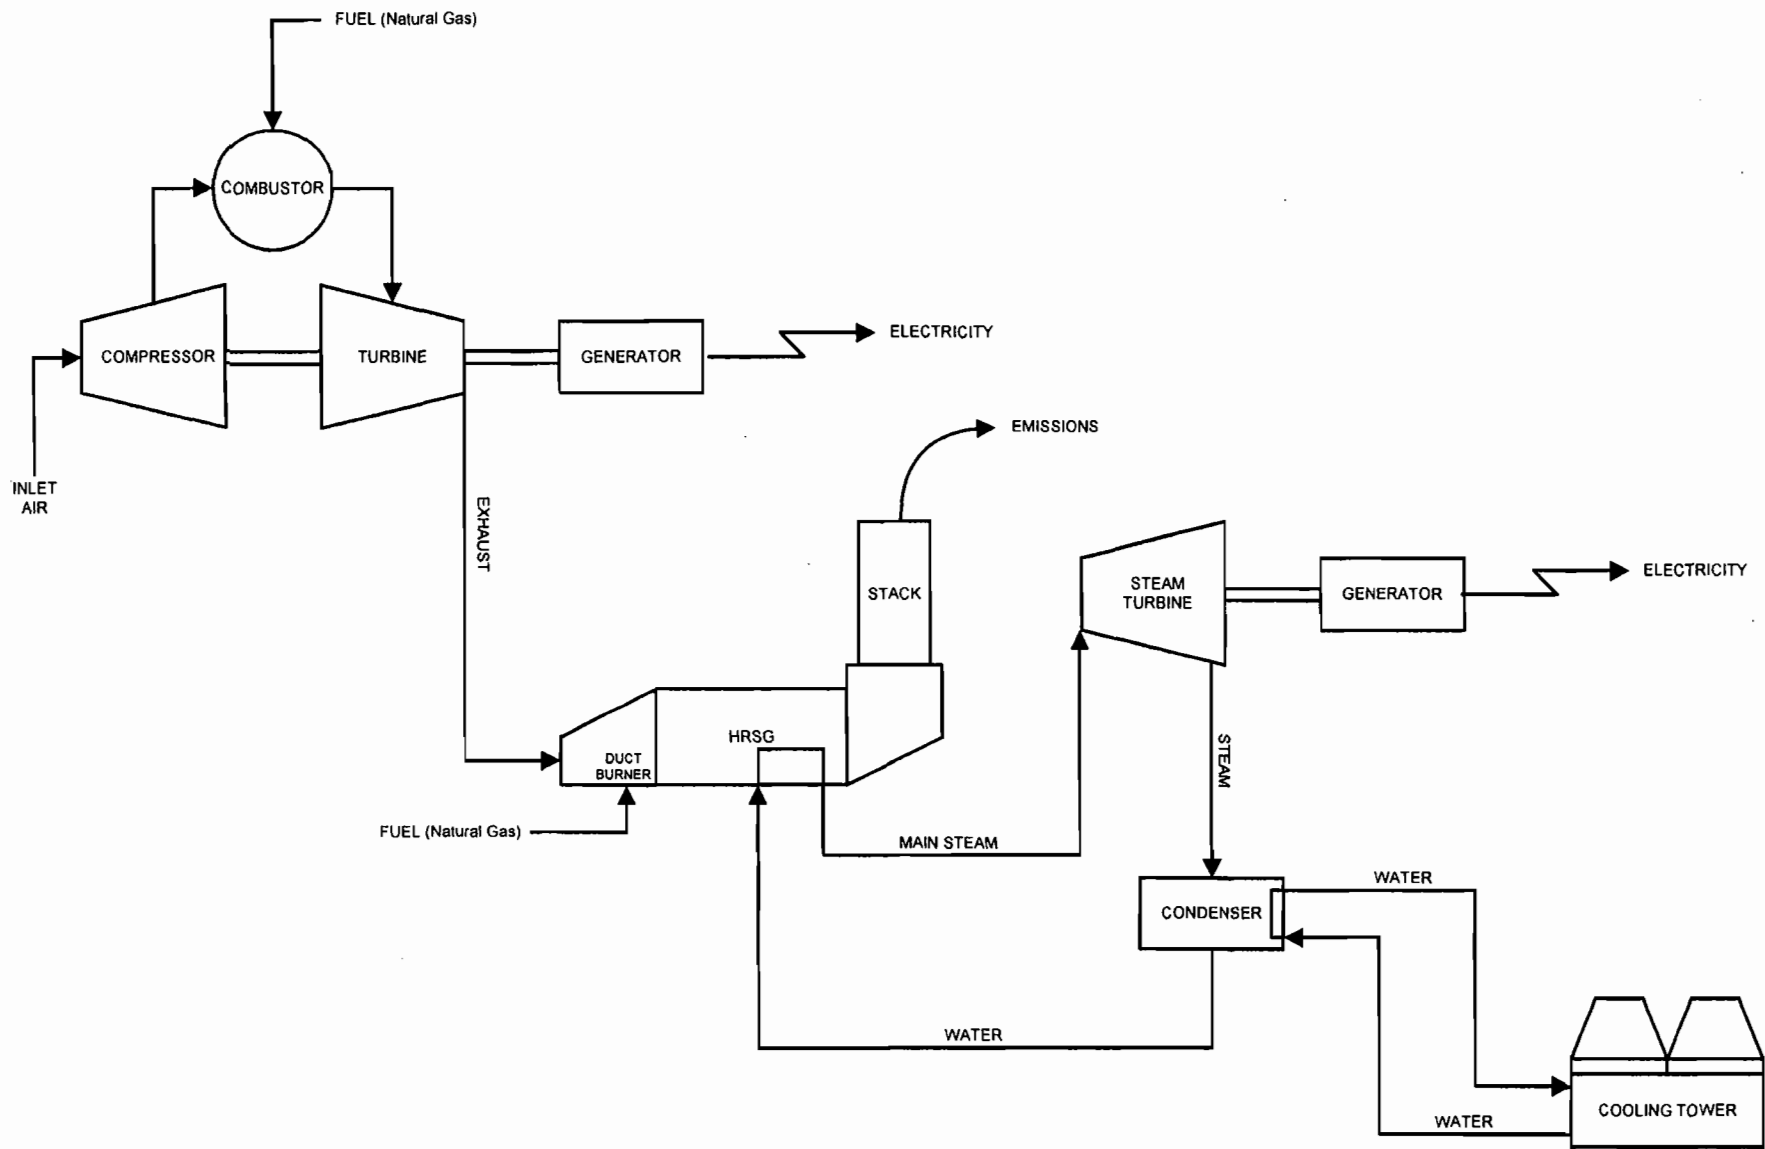 FUEL (Natural Gas)
COMBUSTOR
COMPRESSOR
TURBINE
GENERATOR
ELECTRICITY
INLET
AIR
EXHAUST
EMISSIONS
STACK
STEAM
TURBINE
GENERATOR
ELECTRICITY
HRSG
DUCT
BURNER
STEAM
FUEL (Natural Gas)
MAIN STEAM
WATER
CONDENSER
WATER
COOLING TOWER
WATER